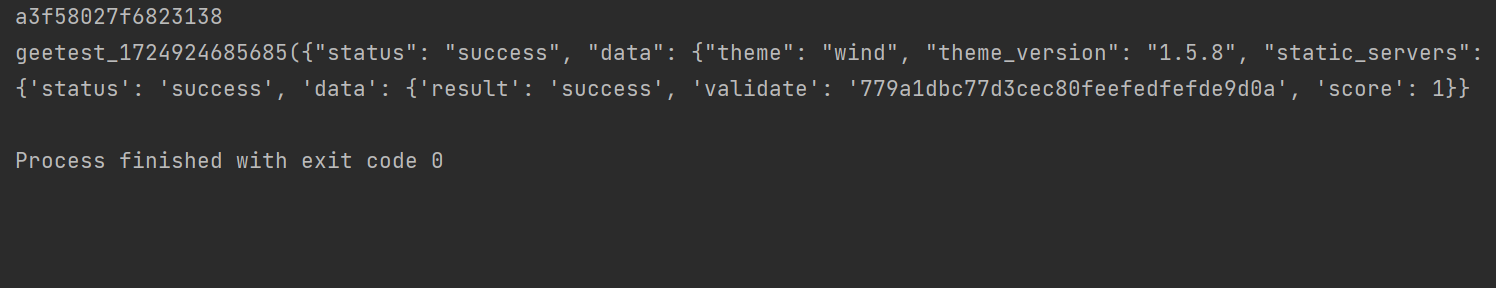 a3f58027f6823138
geetest_1724924685685({"status": "success", "data": {"theme": "wind", "theme_version": "1.5.8", "static_servers":
{'status': 'success', 'data': {'result': 'success', 'validate': '779a1dbc77d3cec80feefedfefde9d0a', 'score': 1}}
Process finished with exit code 0